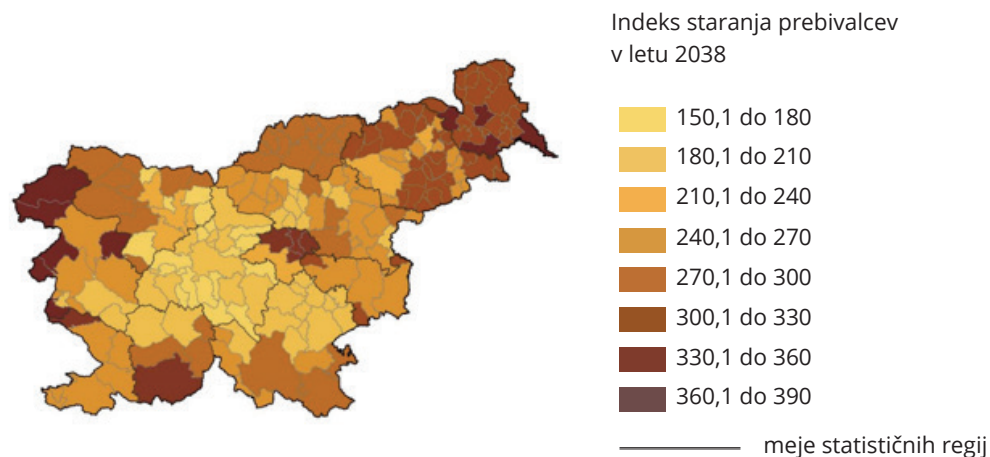 Indeks staranja prebivalcev
v letu 2038
150,1 do 180
180,1 do 210
210,1 do 240
240,1 do 270
270,1 do 300
300,1 do 330
330,1 do 360
360,1 do 390
meje statističnih regij